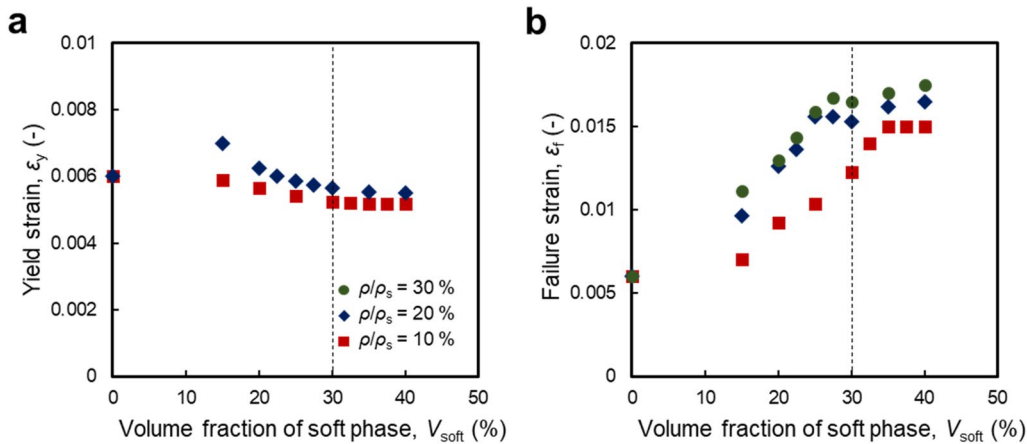 a
0.01
0.008
0.006
0.004
0.002
0
0 10 20 30 40 50
Yield strain, εy (-)
Volume fraction of soft phase, Vsoft (%)
ρ/ρs = 30 %
ρ/ρs = 20 %
ρ/ρs = 10 %
b
0.02
0.015
0.01
0.005
0
0 10 20 30 40 50
Failure strain, εf (-)
Volume fraction of soft phase, Vsoft (%)